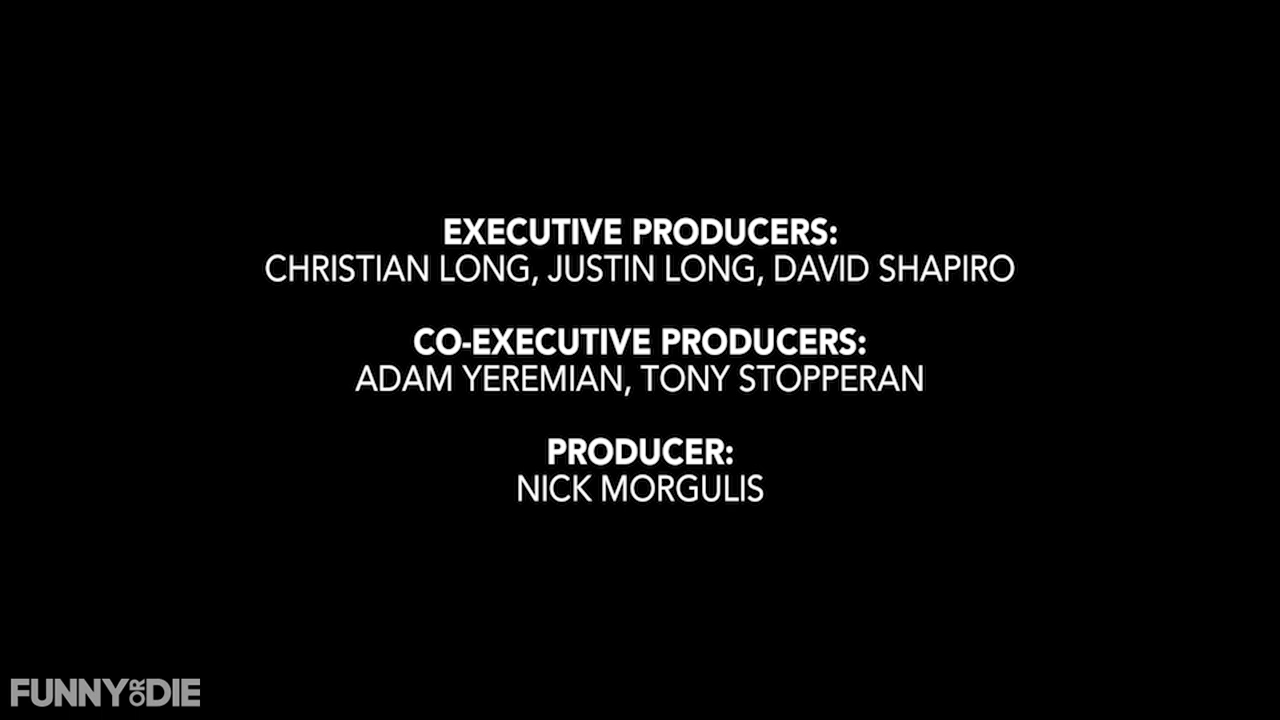 EXECUTIVE PRODUCERS:
CHRISTIAN LONG, JUSTIN LONG, DAVID SHAPIRO
CO-EXECUTIVE PRODUCERS:
ADAM YEREMIAN, TONY STOPPERAN
PRODUCER:
NICK MORGULIS
FUNNY OR DIE